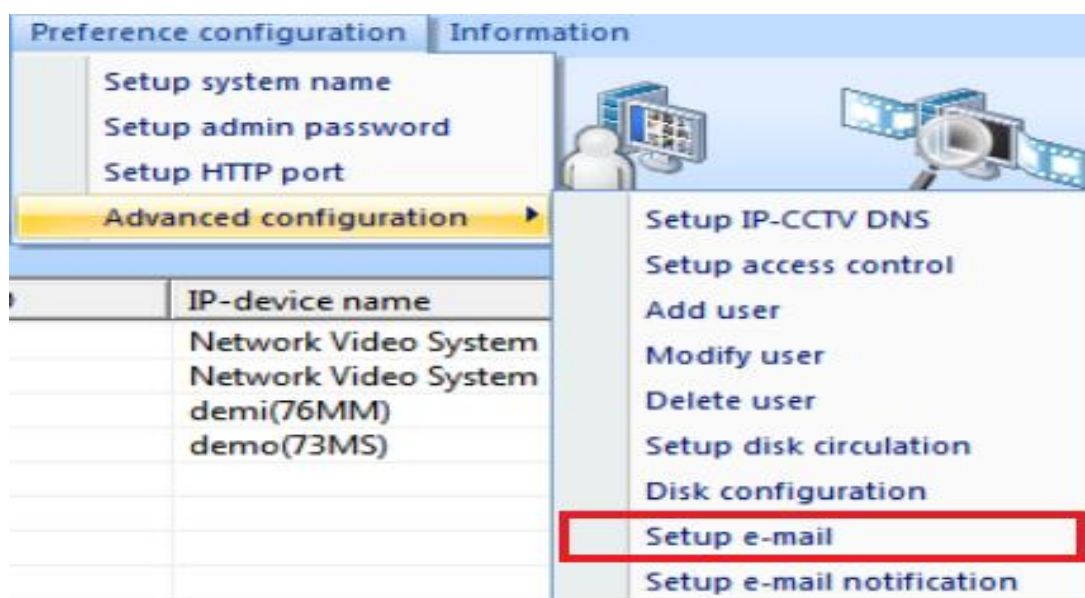 Preference configuration Information
Setup system name
Setup admin password
Setup HTTP port
Advanced configuration
Setup IP-CCTV DNS
Setup access control
Add user
Modify user
Delete user
Setup disk circulation
Disk configuration
Setup e-mail
Setup e-mail notification
IP-device name
Network Video System
Network Video System
demi(76MM)
demo(73MS)